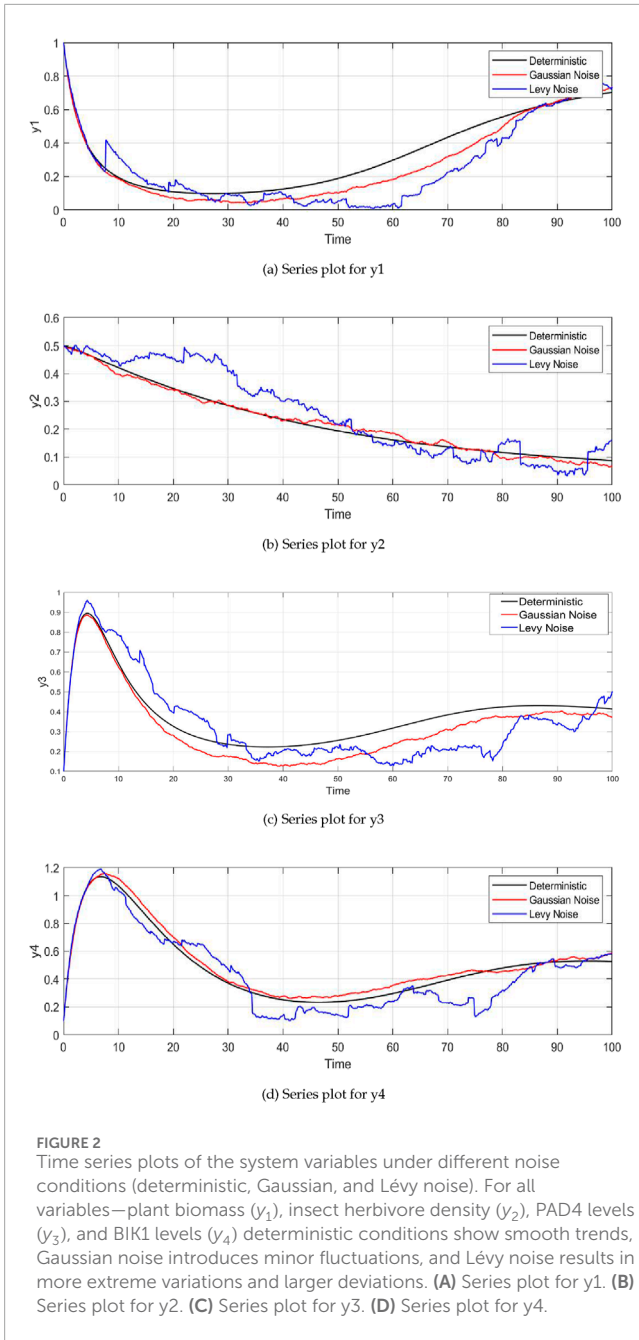 1
0.8
0.6
0.4
0.2
0
y1
0 10 20 30 40 50 60 70 80 90 100
Time
Deterministic
Gaussian Noise
Levy Noise
(a) Series plot for y1
0.6
0.5
0.4
0.3
0.2
0.1
0
y2
0 10 20 30 40 50 60 70 80 90 100
Time
Deterministic
Gaussian Noise
Levy Noise
(b) Series plot for y2
1
0.9
0.8
0.7
0.6
0.5
0.4
0.3
0.2
0.1
y3
0 10 20 30 40 50 60 70 80 90 100
Time
Deterministic
Gaussian Noise
Levy Noise
(c) Series plot for y3
1.2
1
0.8
0.6
0.4
0.2
0
y4
0 10 20 30 40 50 60 70 80 90 100
Time
Deterministic
Gaussian Noise
Levy Noise
(d) Series plot for y4
FIGURE 2
Time series plots of the system variables under different noise
conditions (deterministic, Gaussian, and Lévy noise). For all
variables—plant biomass (y₁), insect herbivore density (y₂), PAD4 levels
(y₃), and BIK1 levels (y₄) deterministic conditions show smooth trends,
Gaussian noise introduces minor fluctuations, and Lévy noise results in
more extreme variations and larger deviations. (A) Series plot for y1. (B)
Series plot for y2. (C) Series plot for y3. (D) Series plot for y4.